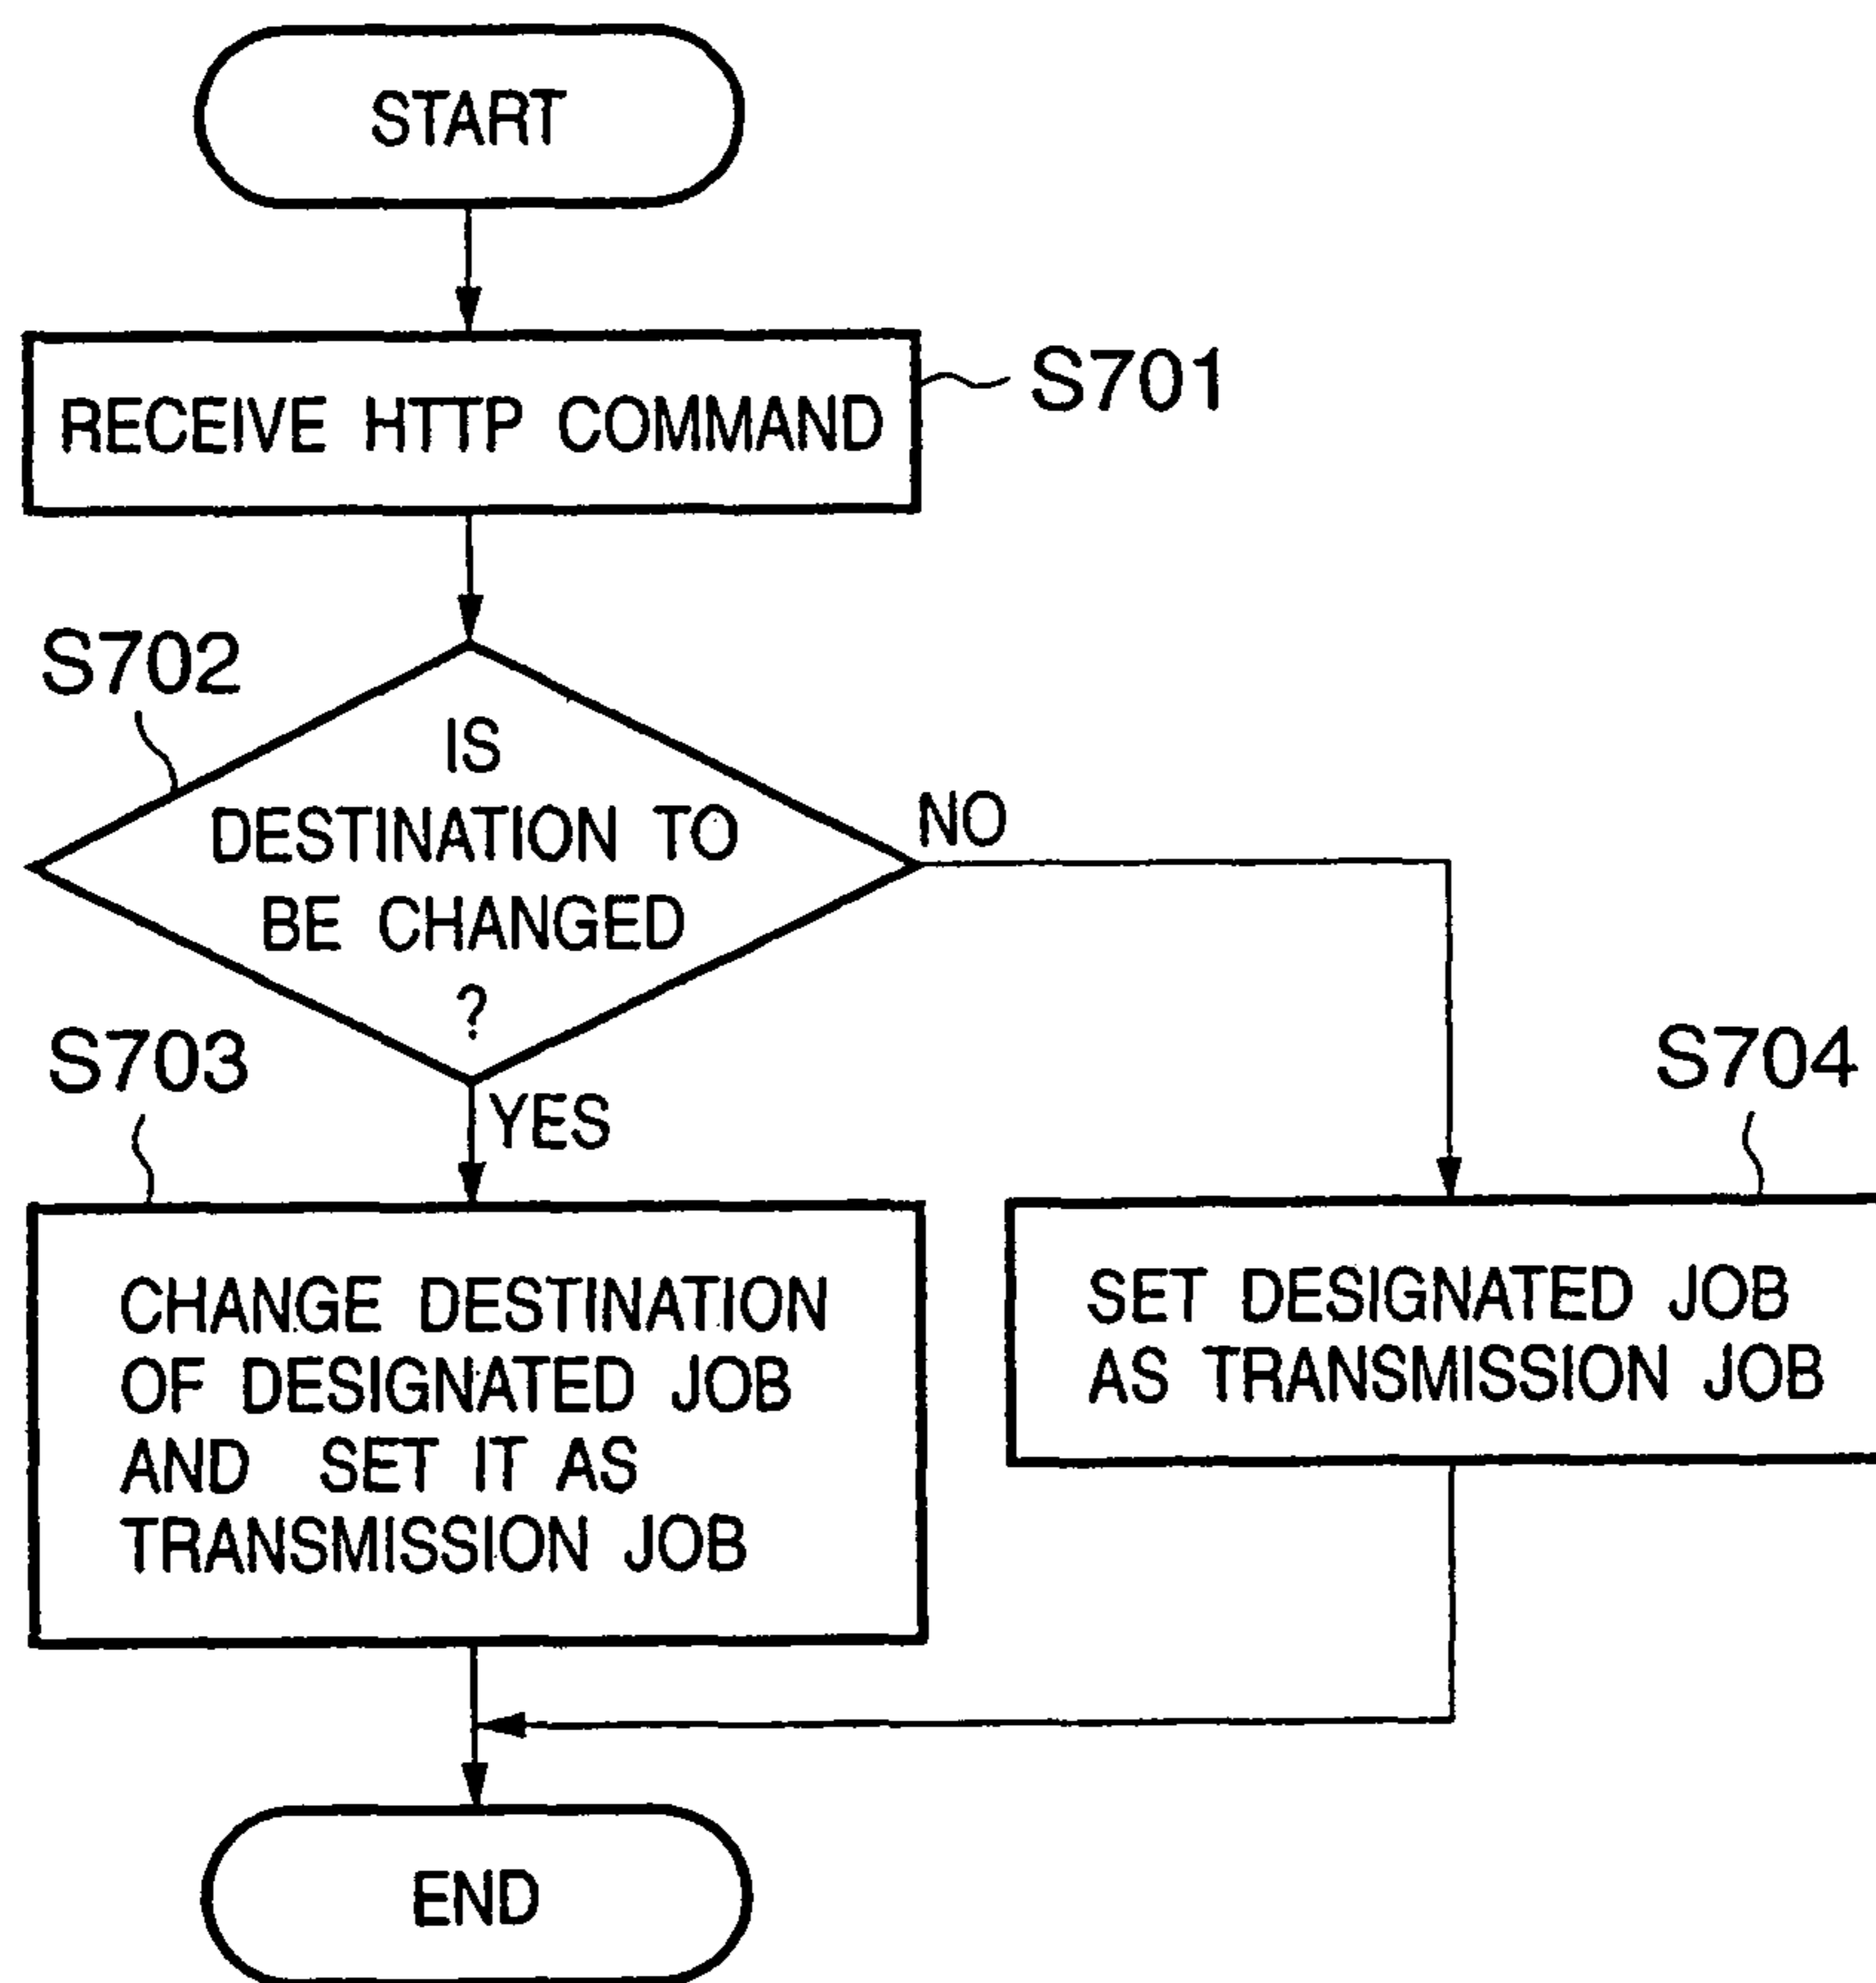 START
RECEIVE HTTP COMMAND
S701
S702
IS
DESTINATION TO
BE CHANGED
?
NO
YES
S703
CHANGE DESTINATION
OF DESIGNATED JOB
AND SET IT AS
TRANSMISSION JOB
S704
SET DESIGNATED JOB
AS TRANSMISSION JOB
END